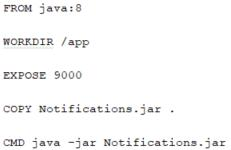 FROM java:8
WORKDIR /app
EXPOSE 9000
COPY Notifications.jar .
CMD java -jar Notifications.jar